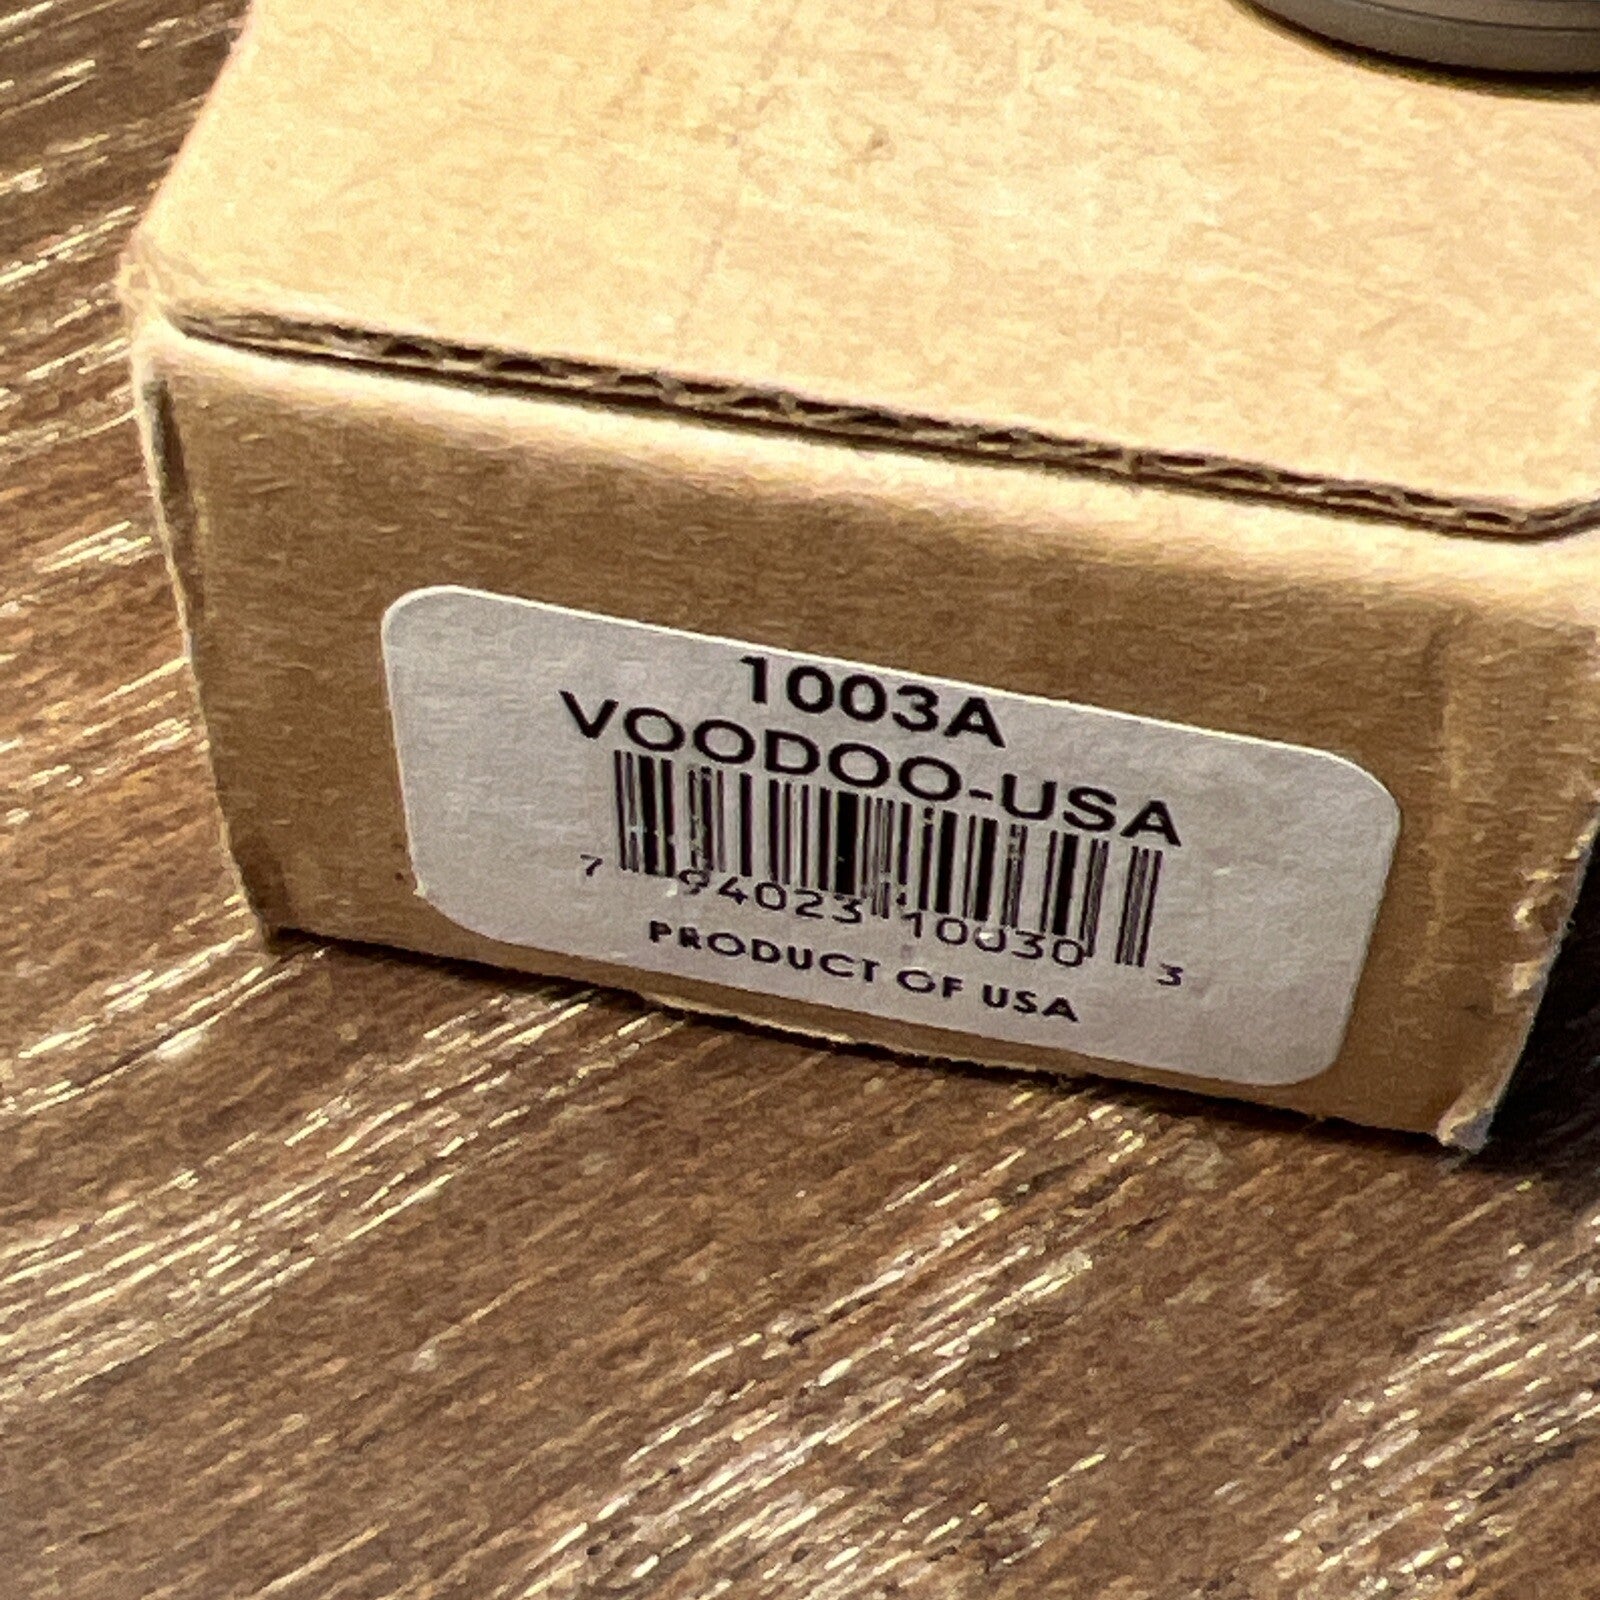 1003A
VOODOO-USA
7 94023 10030 3
PRODUCT OF USA